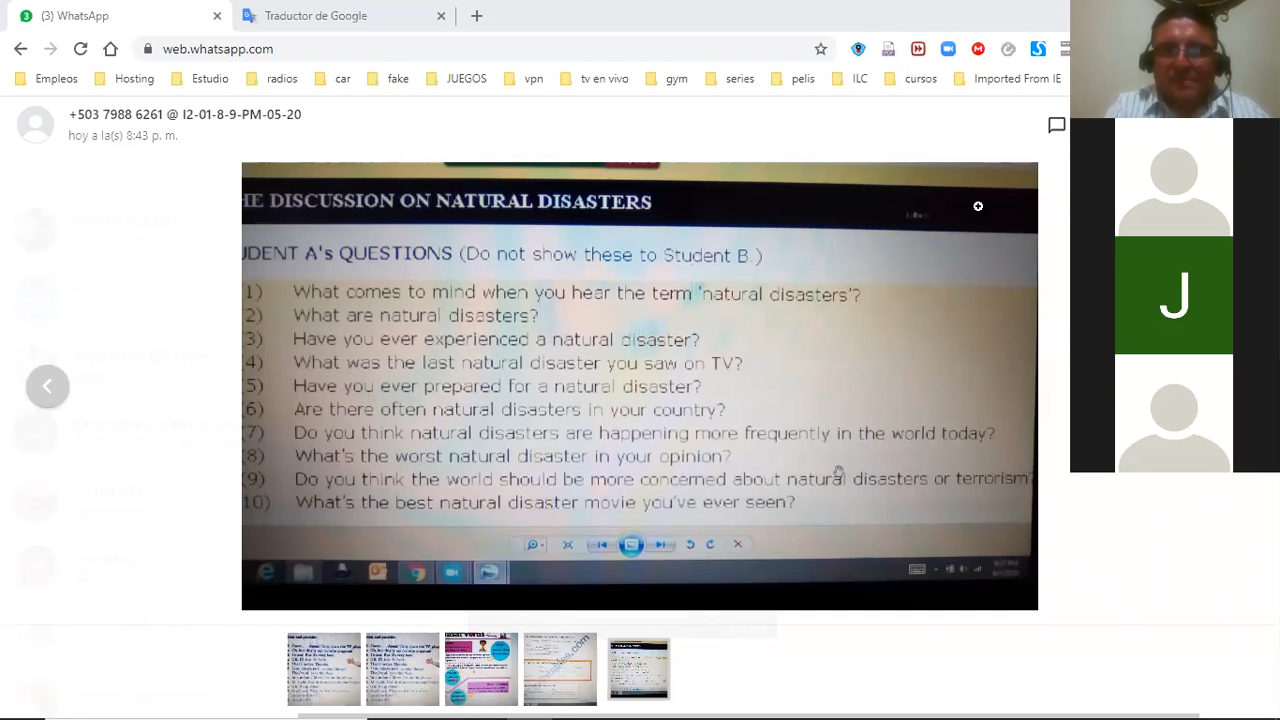 (3) WhatsApp
Traductor de Google
web.whatsapp.com
Empleos Hosting Estudio radios car fake JUEGOS vpn tv en vivo gym series pelis ILC cursos Imported From IE
+503 7988 6261 @ I2-01-8-9-PM-05-20
hoy a la(s) 8:43 p. m.
HE DISCUSSION ON NATURAL DISASTERS
UDENT A's QUESTIONS (Do not show these to Student B )
1) What comes to mind when you hear the term 'natural disasters'?
2) What are natural disasters?
(3) Have you ever experienced a natural disaster?
(4) What was the last natural disaster you saw on TV?
(5) Have you ever prepared for a natural disaster?
(6) Are there often natural disasters in your country?
(7) Do you think natural disasters are happening more frequently in the world today?
(8) What's the worst natural disaster in your opinion?
(9) Do you think the world should be more concerned about natural disasters or terrorism?
10) What's the best natural disaster movie you've ever seen?
J